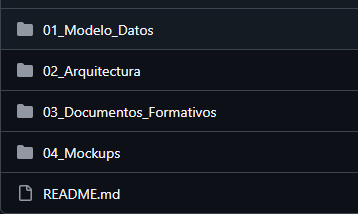 01_Modelo_Datos
02_Arquitectura
03_Documentos_Formativos
04_Mockups
README.md